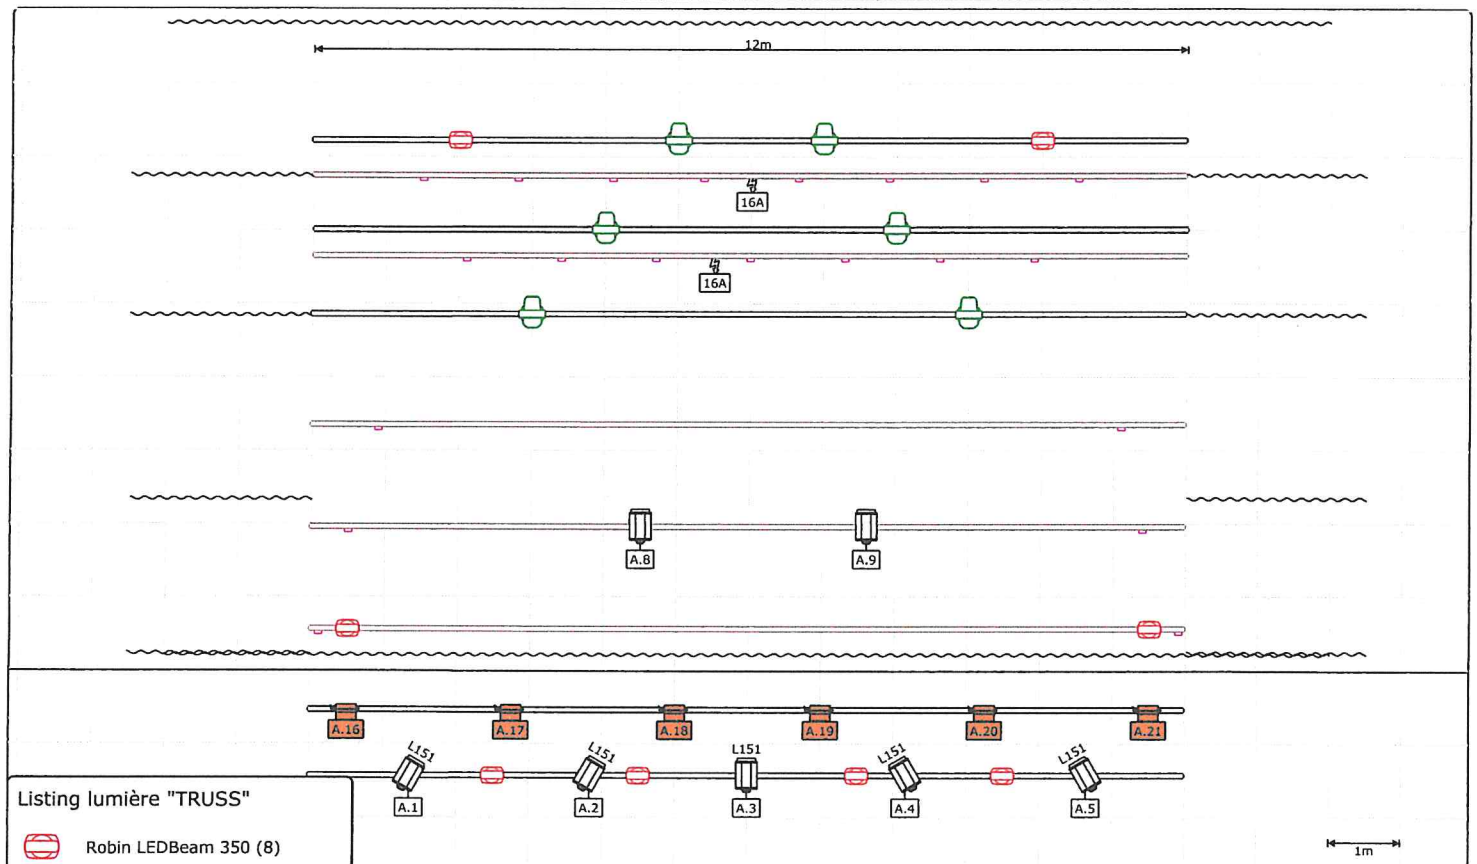 12m
16A
16A
A.8
A.9
A.16
A.17
A.18
A.19
A.20
A.21
L151
L151
L151
L151
L151
A.1
A.2
A.3
A.4
A.5
Listing lumière "TRUSS"
Robin LEDBeam 350 (8)
1m